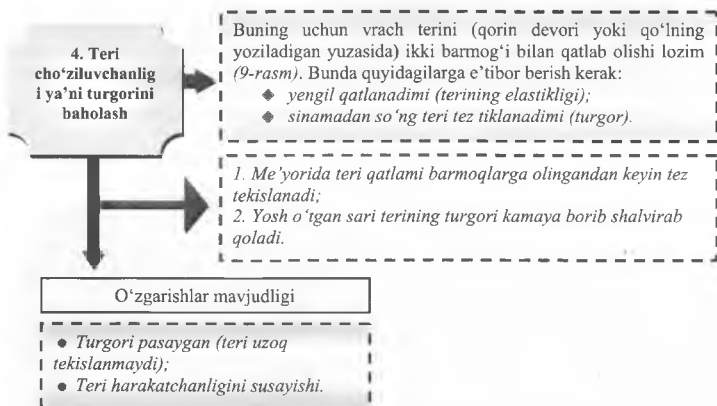 4. Teri
cho‘ziluvchanlig
i ya’ni turgorini
baholash
Buning uchun vrach terini (qorin devori yoki qo‘lning
yoziladigan yuzasida) ikki barmog‘i bilan qatlab olishi lozim
(9-rasm). Bunda quyidagilarga e’tibor berish kerak:
◆ yengil qatlanadimi (terining elastikligi);
◆ sinamadan so‘ng teri tez tiklanadimi (turgor).
1. Me’yorida teri qatlami barmoqlarga olingandan keyin tez
tekislanadi;
2. Yosh o‘tgan sari terining turgori kamaya borib shalvirab
qoladi.
O‘zgarishlar mavjudligi
● Turgori pasaygan (teri uzoq
tekislanmaydi);
● Teri harakatchanligini susayishi.